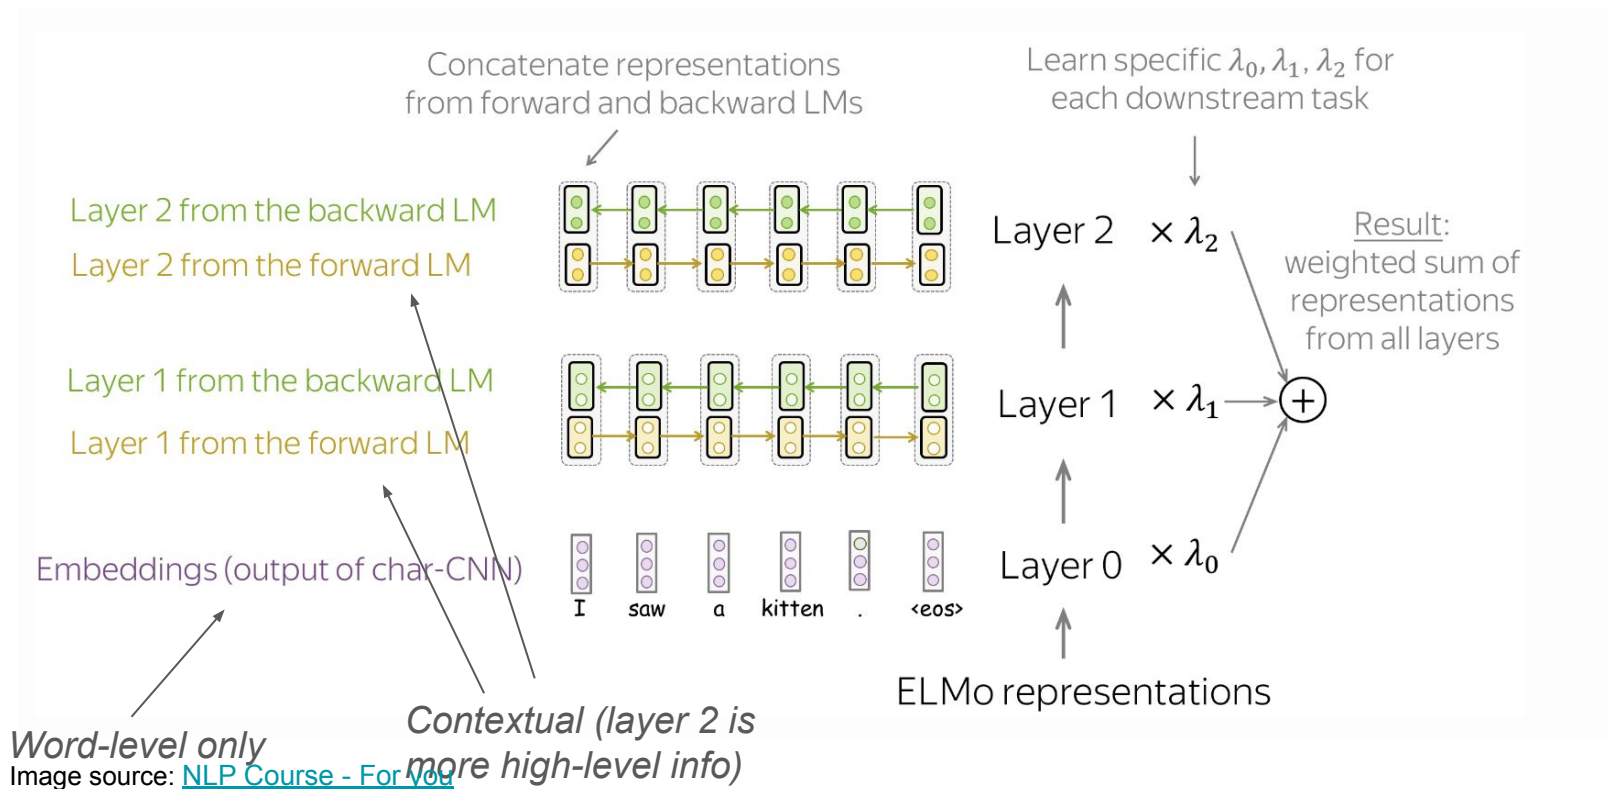 Concatenate representations
from forward and backward LMs
Learn specific λ₀, λ₁, λ₂ for
each downstream task
Layer 2 from the backward LM
Layer 2 from the forward LM
Layer 2 × λ₂
Result:
weighted sum of
representations
from all layers
Layer 1 from the backward LM
Layer 1 from the forward LM
Layer 1 × λ₁
+
Embeddings (output of char-CNN)
I saw a kitten . <eos>
Layer 0 × λ₀
ELMo representations
Word-level only
Contextual (layer 2 is
more high-level info)
Image source: NLP Course - For you